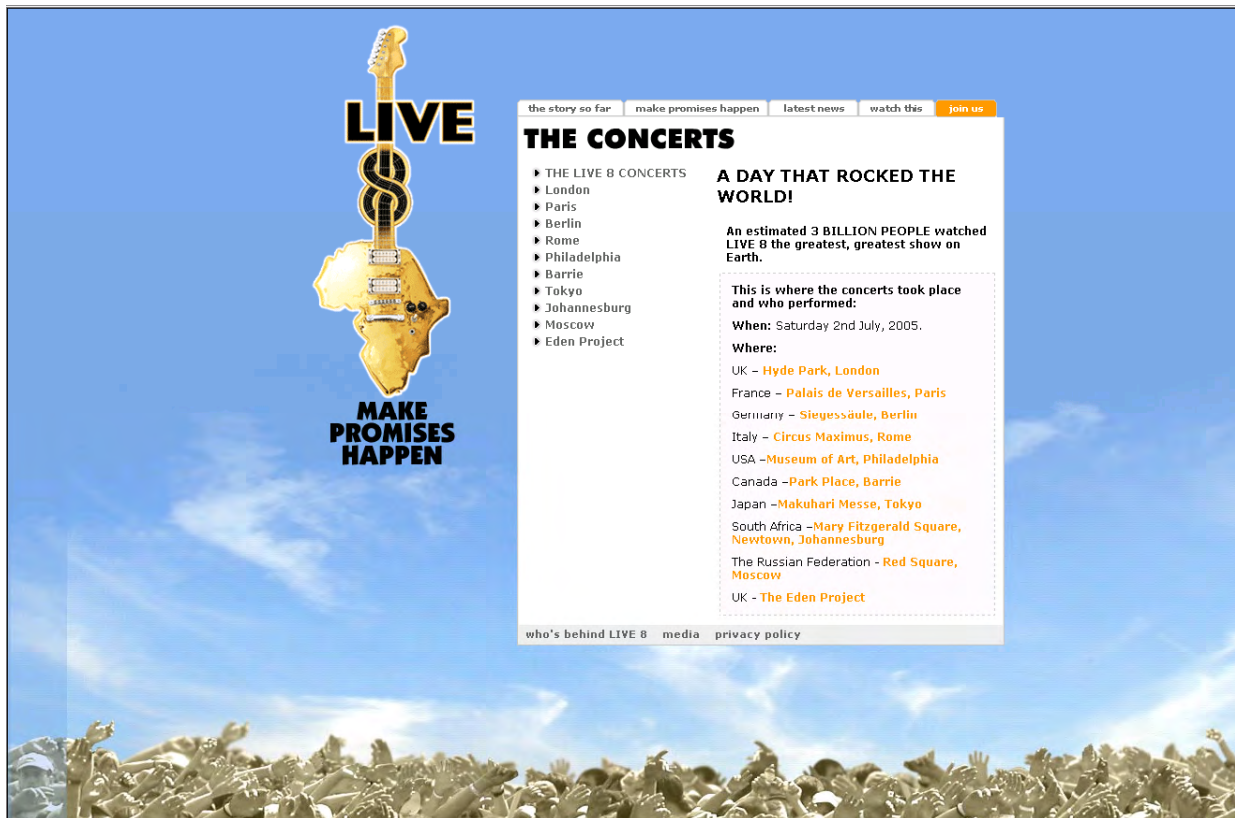 LIVE
8
MAKE
PROMISES
HAPPEN
the story so far
make promises happen
latest news
watch this
join us
THE CONCERTS
THE LIVE 8 CONCERTS
London
Paris
Berlin
Rome
Philadelphia
Barrie
Tokyo
Johannesburg
Moscow
Eden Project
A DAY THAT ROCKED THE
WORLD!
An estimated 3 BILLION PEOPLE watched
LIVE 8 the greatest, greatest show on
Earth.
This is where the concerts took place
and who performed:
When: Saturday 2nd July, 2005.
Where:
UK – Hyde Park, London
France – Palais de Versailles, Paris
Germany – Siegessäule, Berlin
Italy – Circus Maximus, Rome
USA –Museum of Art, Philadelphia
Canada –Park Place, Barrie
Japan –Makuhari Messe, Tokyo
South Africa –Mary Fitzgerald Square,
Newtown, Johannesburg
The Russian Federation - Red Square,
Moscow
UK - The Eden Project
who's behind LIVE 8
media
privacy policy